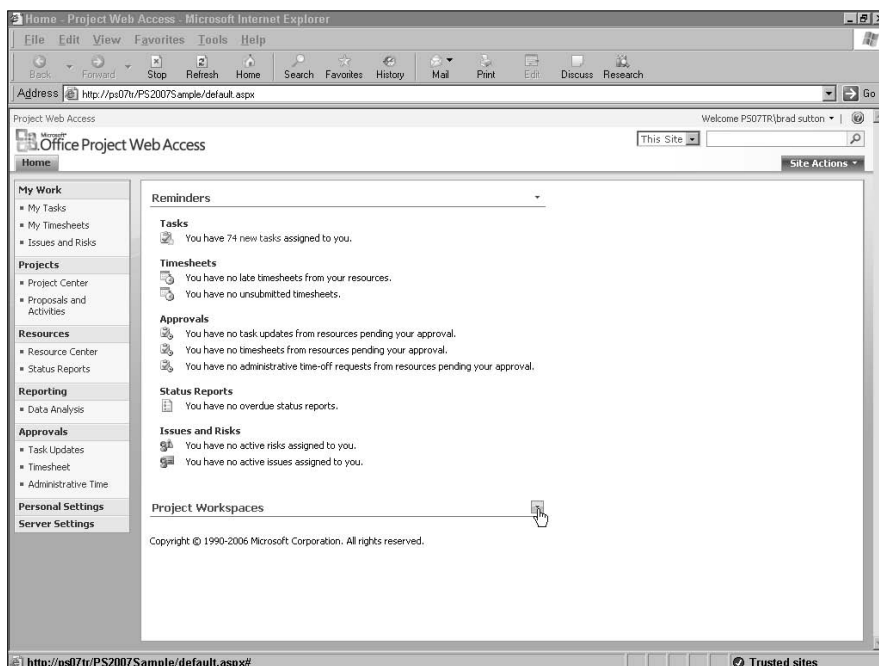 Home - Project Web Access - Microsoft Internet Explorer
File Edit View Favorites Tools Help
Back Forward Stop Refresh Home Search Favorites History Mail Print Edit Discuss Research
Address http://ps07tr/PS2007Sample/default.aspx Go
Project Web Access Welcome PS07TR\brad sutton
Microsoft
Office Project Web Access This Site
Home Site Actions
My Work
My Tasks
My Timesheets
Issues and Risks
Projects
Project Center
Proposals and
Activities
Resources
Resource Center
Status Reports
Reporting
Data Analysis
Approvals
Task Updates
Timesheet
Administrative Time
Personal Settings
Server Settings
Reminders
Tasks
You have 74 new tasks assigned to you.
Timesheets
You have no late timesheets from your resources.
You have no unsubmitted timesheets.
Approvals
You have no task updates from resources pending your approval.
You have no timesheets from resources pending your approval.
You have no administrative time-off requests from resources pending your approval.
Status Reports
You have no overdue status reports.
Issues and Risks
You have no active risks assigned to you.
You have no active issues assigned to you.
Project Workspaces
Copyright © 1990-2006 Microsoft Corporation. All rights reserved.
http://ps07tr/PS2007Sample/default.aspx# Trusted sites